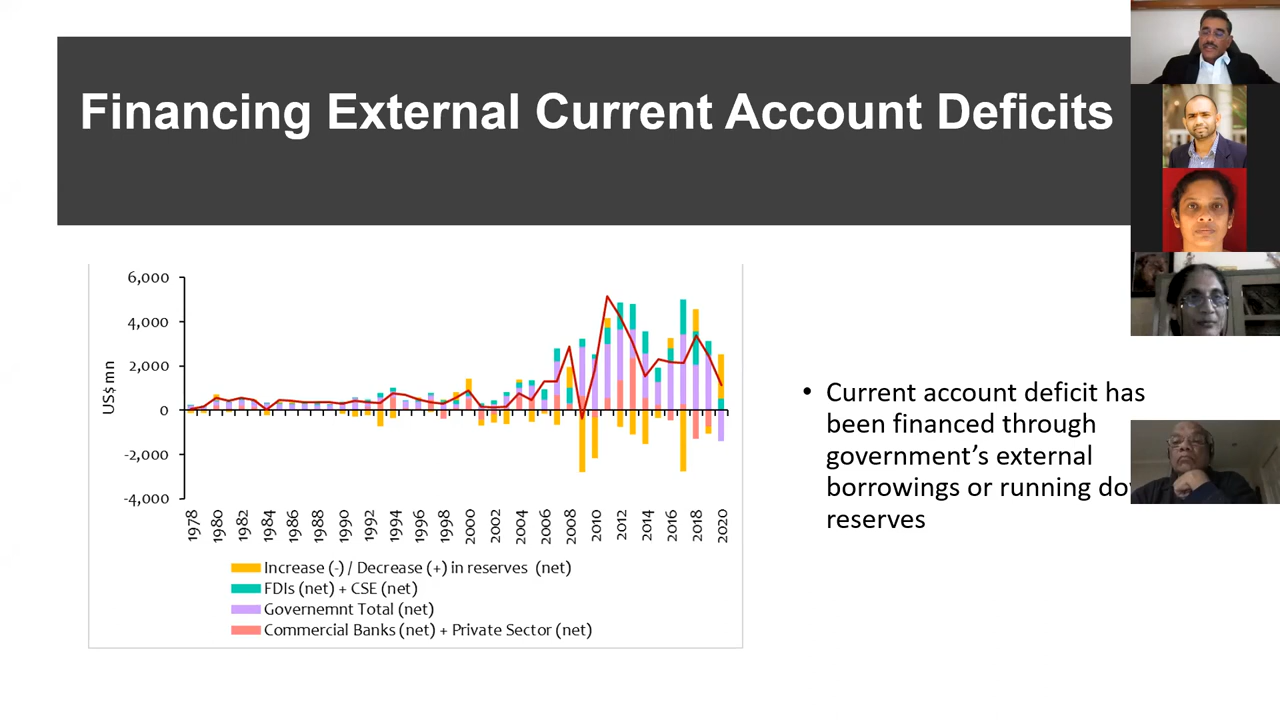 Financing External Current Account Deficits
6,000
4,000
2,000
0
-2,000
-4,000
US$ mn
1978
1980
1982
1984
1986
1988
1990
1992
1994
1996
1998
2000
2002
2004
2006
2008
2010
2012
2014
2016
2018
2020
Increase (-) / Decrease (+) in reserves (net)
FDIs (net) + CSE (net)
Governemnt Total (net)
Commercial Banks (net) + Private Sector (net)
• Current account deficit has
been financed through
government's external
borrowings or running
reserves